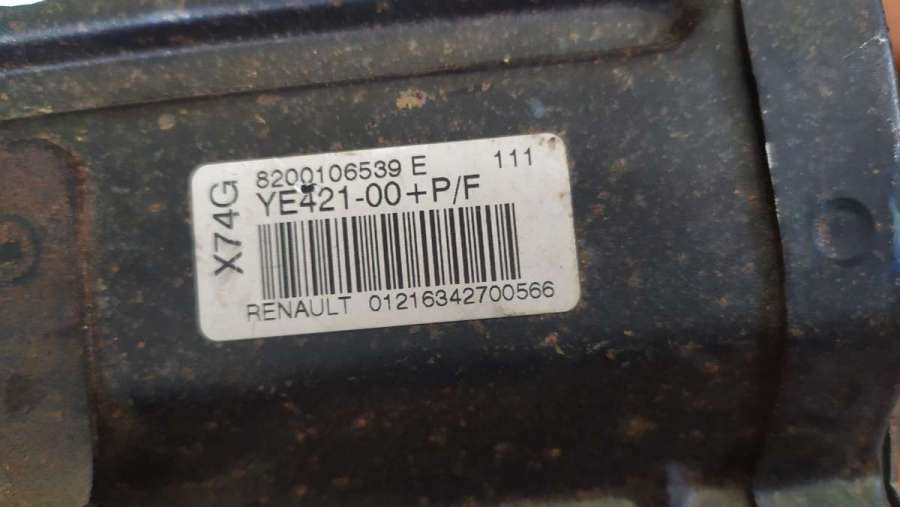 8200106539 E 111
YE421-00+P/F
X74G
RENAULT 01216342700566